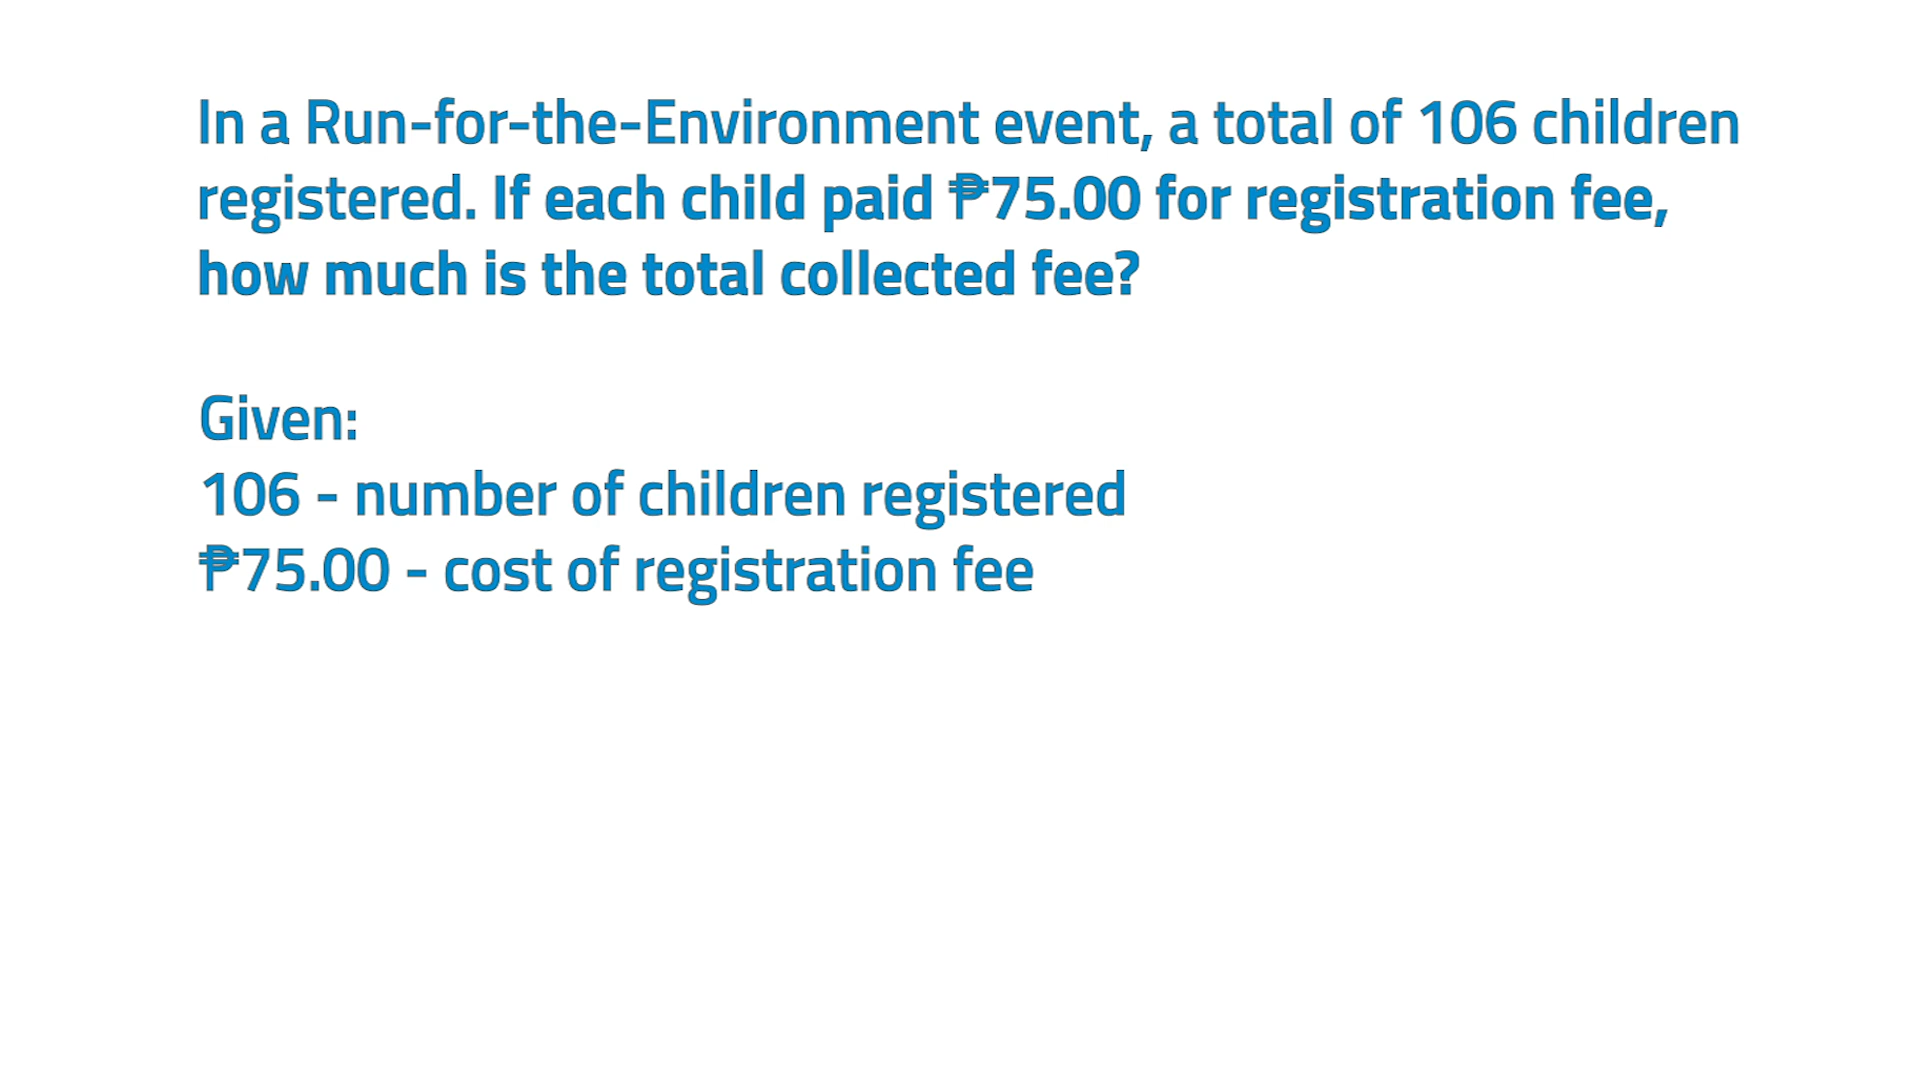 In a Run-for-the-Environment event, a total of 106 children
registered. If each child paid ₱75.00 for registration fee,
how much is the total collected fee?
Given:
106 - number of children registered
₱75.00 - cost of registration fee